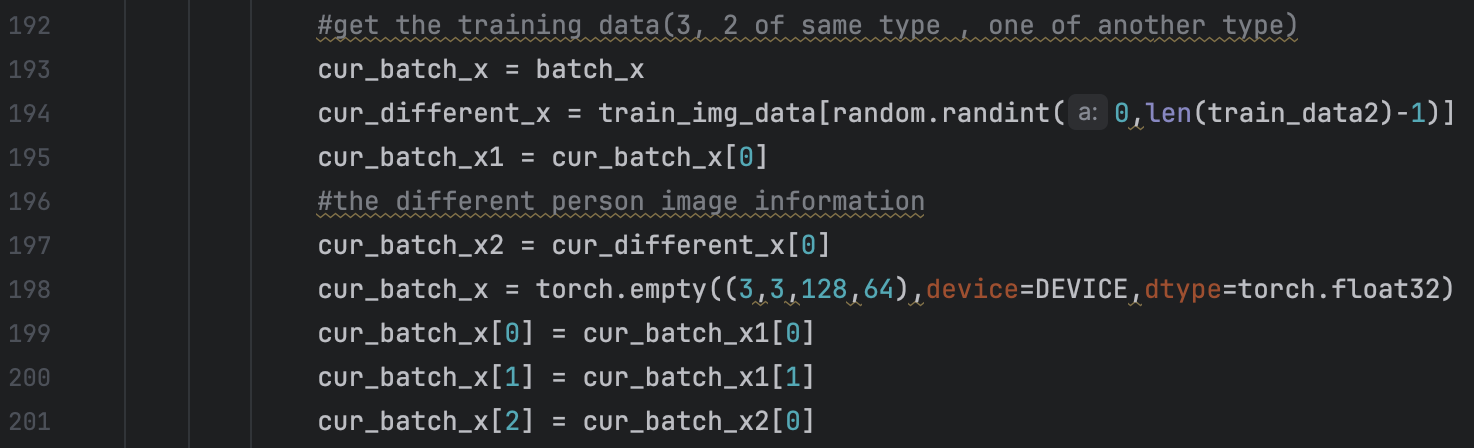 192 #get the training data(3, 2 of same type , one of another type)
193 cur_batch_x = batch_x
194 cur_different_x = train_img_data[random.randint( a: 0,len(train_data2)-1)]
195 cur_batch_x1 = cur_batch_x[0]
196 #the different person image information
197 cur_batch_x2 = cur_different_x[0]
198 cur_batch_x = torch.empty((3,3,128,64),device=DEVICE,dtype=torch.float32)
199 cur_batch_x[0] = cur_batch_x1[0]
200 cur_batch_x[1] = cur_batch_x1[1]
201 cur_batch_x[2] = cur_batch_x2[0]